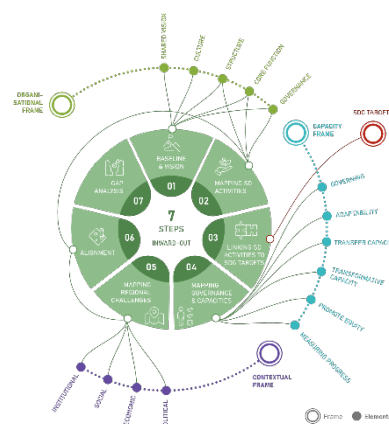 SHARED VISION
CULTURE
STRUCTURE
CORE FUNCTION
GOVERNANCE
ORGANI-
SATIONAL
FRAME
SDG TARGET
CAPACITY
FRAME
GOVERNING
ADAPTABILITY
TRANSFER CAPACI
TRANSFORMATIVE
CAPACITY
PROMOTE EQUITY
MEASURING PROGRESS
BASELINE
& VISION
01
MAPPING SD
ACTIVITIES
02
LINKING SD
ACTIVITIES TO
SDG TARGETS
03
MAPPING
GOVERNANCE
& CAPACITIES
04
MAPPING
REGIONAL
CHALLENGES
05
ALIGNMENT
06
GAP
ANALYSIS
07
7
STEPS
INWARD-OUT
CONTEXTUAL
FRAME
INSTITUTIONAL
SOCIAL
ECONOMIC
POLITICAL
Frame
Element